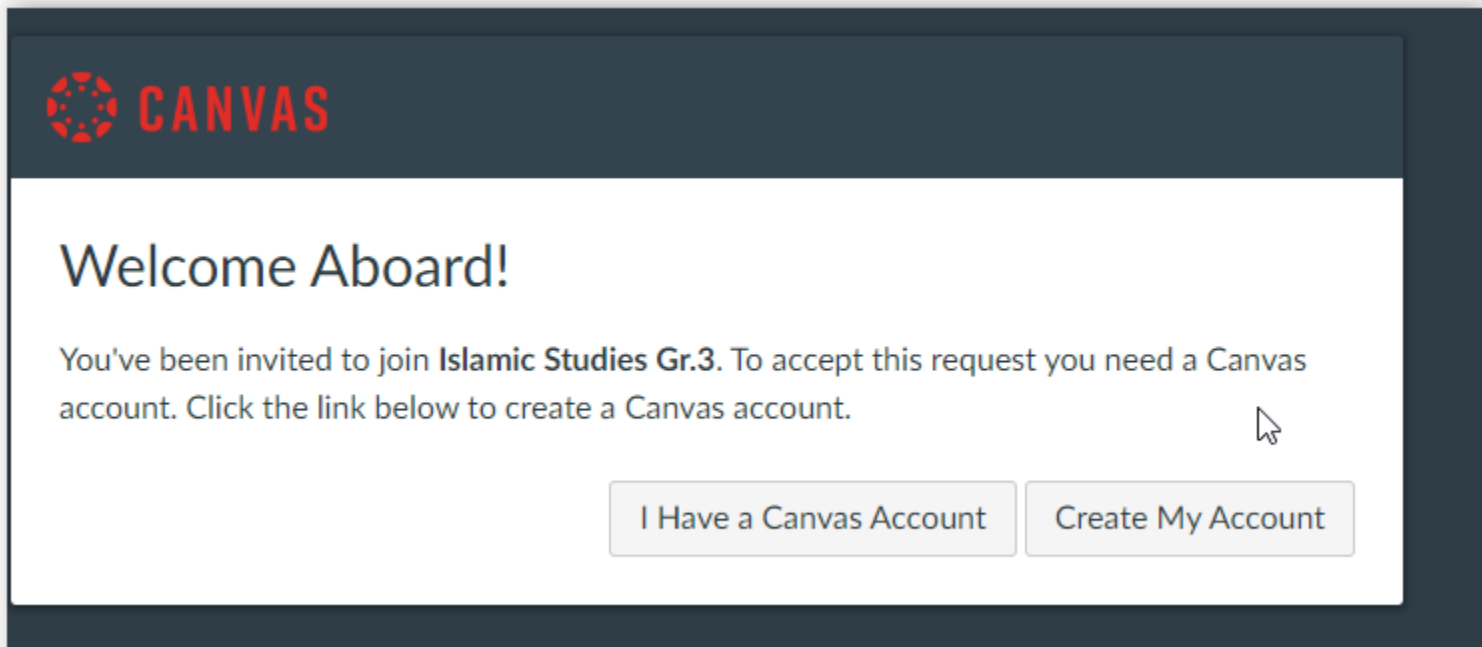 CANVAS
Welcome Aboard!
You've been invited to join Islamic Studies Gr.3. To accept this request you need a Canvas
account. Click the link below to create a Canvas account.
I Have a Canvas Account Create My Account